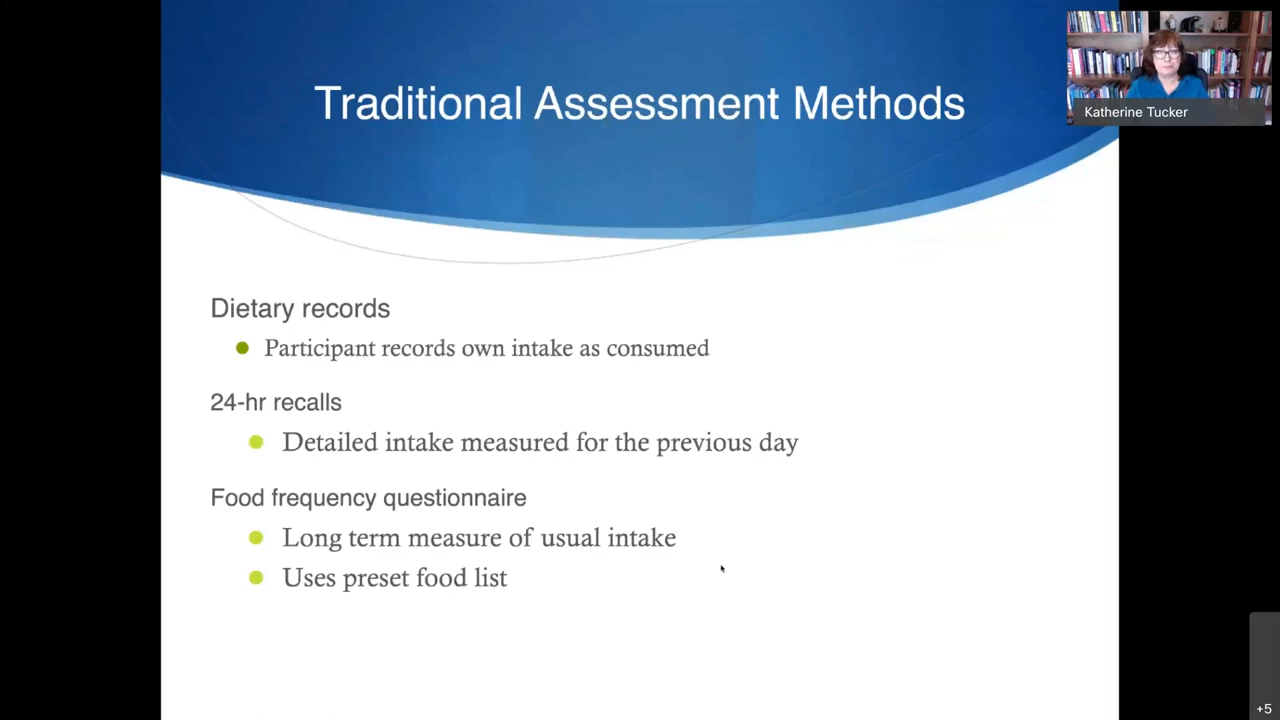 Traditional Assessment Methods
Katherine Tucker
Dietary records
Participant records own intake as consumed
24-hr recalls
Detailed intake measured for the previous day
Food frequency questionnaire
Long term measure of usual intake
Uses preset food list
+5